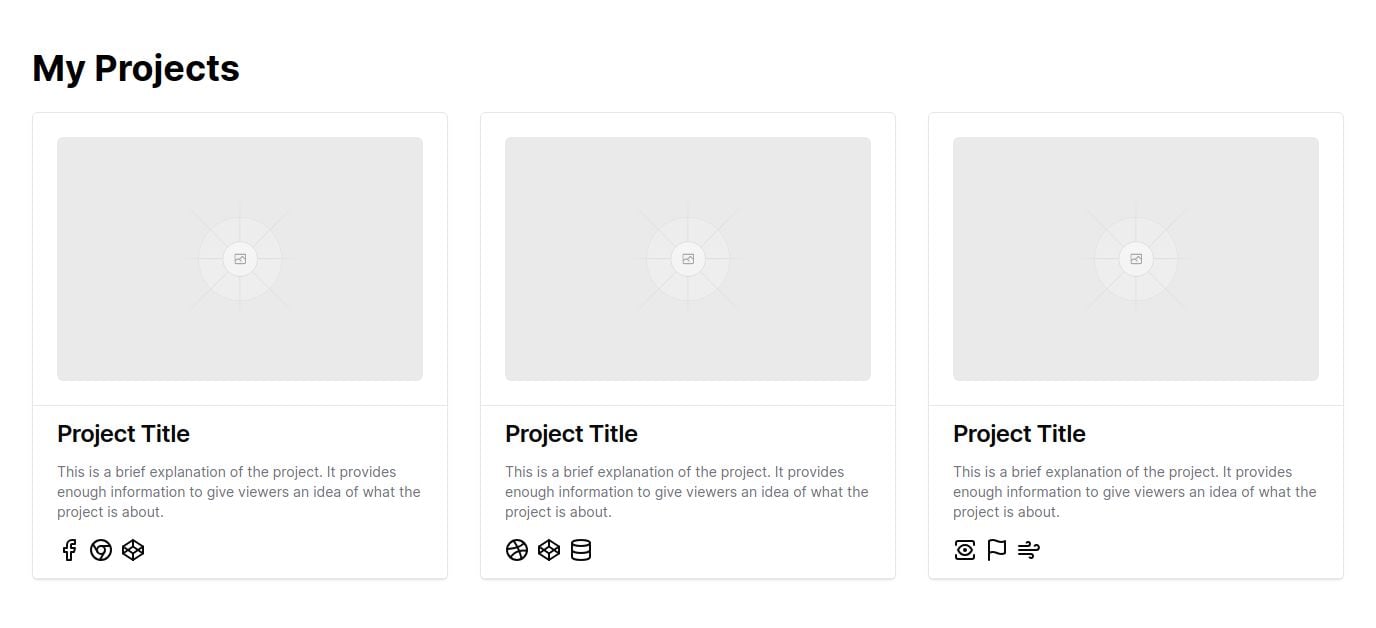 My Projects
Project Title
This is a brief explanation of the project. It provides
enough information to give viewers an idea of what the
project is about.
Project Title
This is a brief explanation of the project. It provides
enough information to give viewers an idea of what the
project is about.
Project Title
This is a brief explanation of the project. It provides
enough information to give viewers an idea of what the
project is about.